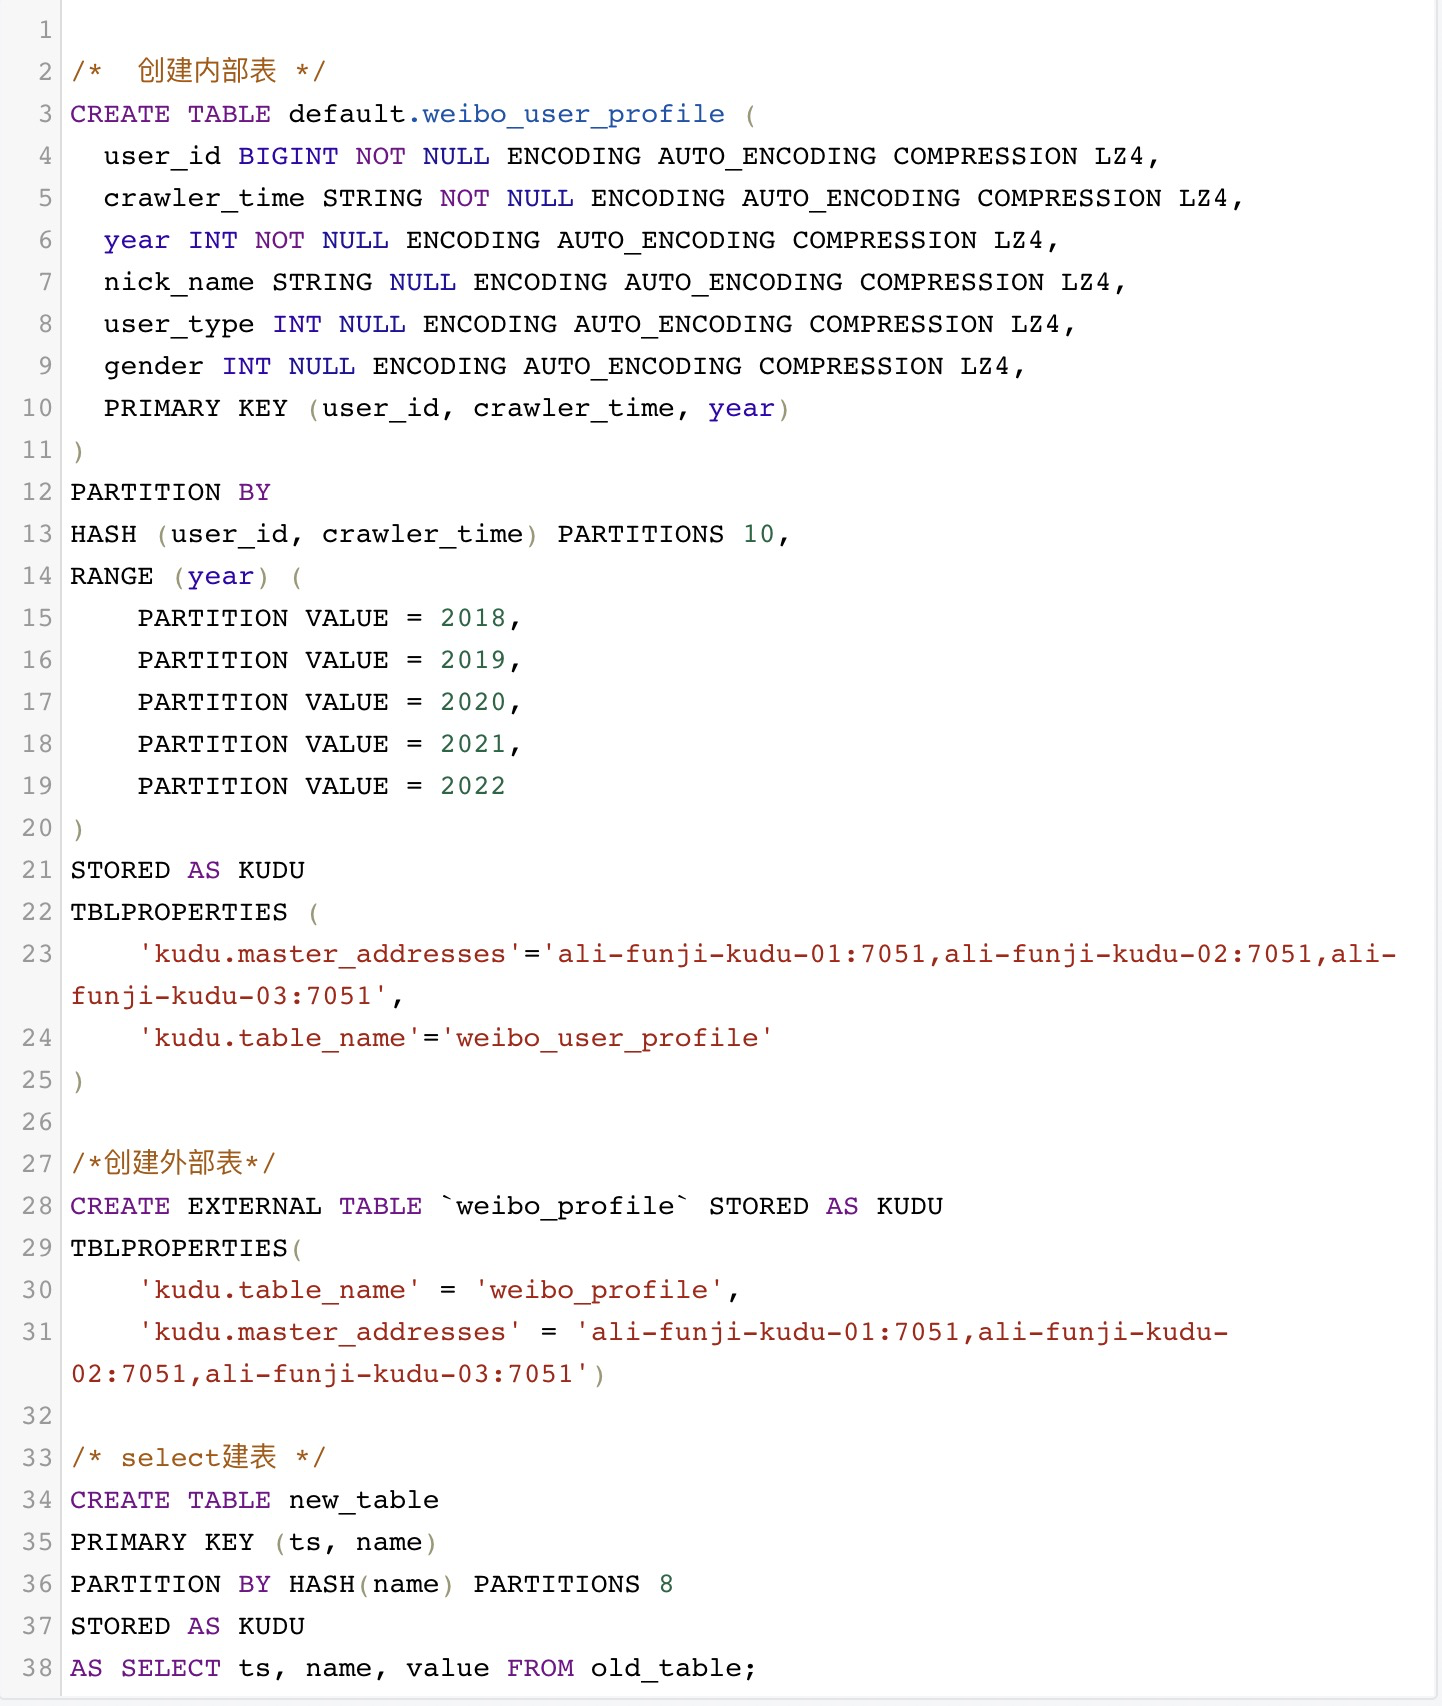 1
2 /*  创建内部表 */
3 CREATE TABLE default.weibo_user_profile (
4   user_id BIGINT NOT NULL ENCODING AUTO_ENCODING COMPRESSION LZ4,
5   crawler_time STRING NOT NULL ENCODING AUTO_ENCODING COMPRESSION LZ4,
6   year INT NOT NULL ENCODING AUTO_ENCODING COMPRESSION LZ4,
7   nick_name STRING NULL ENCODING AUTO_ENCODING COMPRESSION LZ4,
8   user_type INT NULL ENCODING AUTO_ENCODING COMPRESSION LZ4,
9   gender INT NULL ENCODING AUTO_ENCODING COMPRESSION LZ4,
10   PRIMARY KEY (user_id, crawler_time, year)
11 )
12 PARTITION BY
13 HASH (user_id, crawler_time) PARTITIONS 10,
14 RANGE (year) (
15     PARTITION VALUE = 2018,
16     PARTITION VALUE = 2019,
17     PARTITION VALUE = 2020,
18     PARTITION VALUE = 2021,
19     PARTITION VALUE = 2022
20 )
21 STORED AS KUDU
22 TBLPROPERTIES (
23     'kudu.master_addresses'='ali-funji-kudu-01:7051,ali-funji-kudu-02:7051,ali-
funji-kudu-03:7051',
24     'kudu.table_name'='weibo_user_profile'
25 )
26
27 /*创建外部表*/
28 CREATE EXTERNAL TABLE `weibo_profile` STORED AS KUDU
29 TBLPROPERTIES(
30     'kudu.table_name' = 'weibo_profile',
31     'kudu.master_addresses' = 'ali-funji-kudu-01:7051,ali-funji-kudu-
02:7051,ali-funji-kudu-03:7051')
32
33 /* select建表 */
34 CREATE TABLE new_table
35 PRIMARY KEY (ts, name)
36 PARTITION BY HASH(name) PARTITIONS 8
37 STORED AS KUDU
38 AS SELECT ts, name, value FROM old_table;